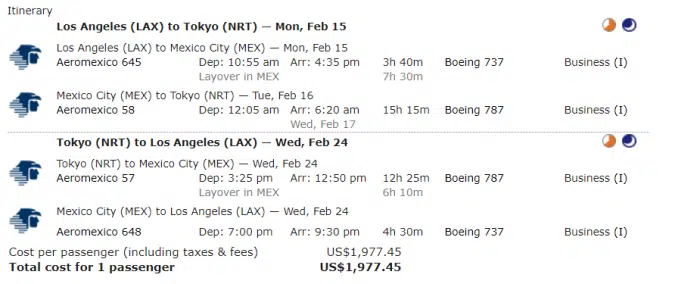 Itinerary
Los Angeles (LAX) to Tokyo (NRT) — Mon, Feb 15
Los Angeles (LAX) to Mexico City (MEX) — Mon, Feb 15
Aeromexico 645 Dep: 10:55 am Arr: 4:35 pm 3h 40m Boeing 737 Business (I)
Layover in MEX 7h 30m
Mexico City (MEX) to Tokyo (NRT) — Tue, Feb 16
Aeromexico 58 Dep: 12:05 am Arr: 6:20 am 15h 15m Boeing 787 Business (I)
Wed, Feb 17
Tokyo (NRT) to Los Angeles (LAX) — Wed, Feb 24
Tokyo (NRT) to Mexico City (MEX) — Wed, Feb 24
Aeromexico 57 Dep: 3:25 pm Arr: 12:50 pm 12h 25m Boeing 787 Business (I)
Layover in MEX 6h 10m
Mexico City (MEX) to Los Angeles (LAX) — Wed, Feb 24
Aeromexico 648 Dep: 7:00 pm Arr: 9:30 pm 4h 30m Boeing 737 Business (I)
Cost per passenger (including taxes & fees) US$1,977.45
Total cost for 1 passenger US$1,977.45